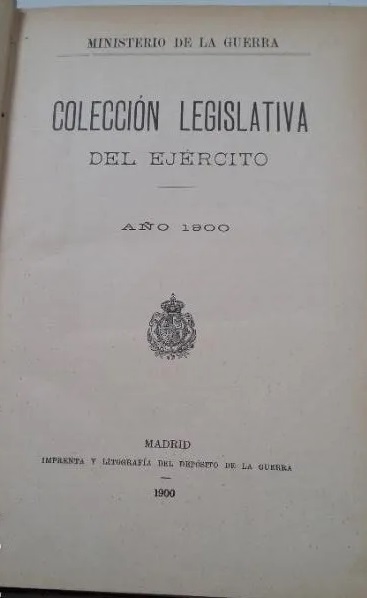 MINISTERIO DE LA GUERRA
COLECCIÓN LEGISLATIVA
DEL EJÉRCITO
AÑO 1900
MADRID
IMPRENTA Y LITOGRAFÍA DEL DEPÓSITO DE LA GUERRA
1900